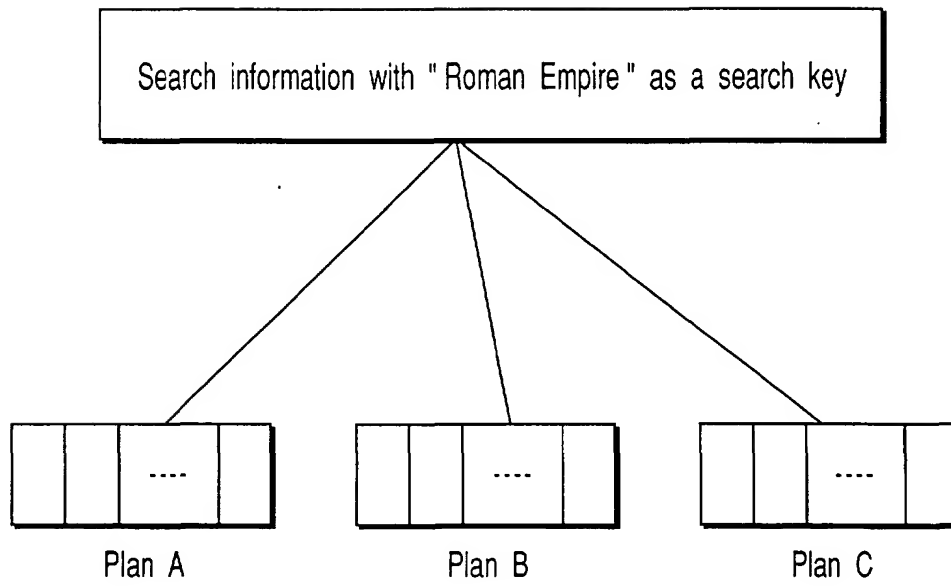 Search information with "Roman Empire" as a search key
----
----
----
Plan A
Plan B
Plan C